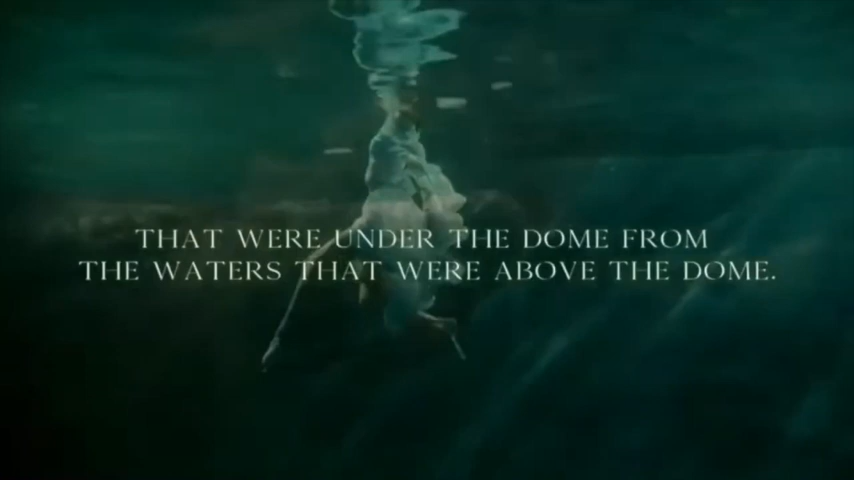 THAT WERE UNDER THE DOME FROM
THE WATERS THAT WERE ABOVE THE DOME.